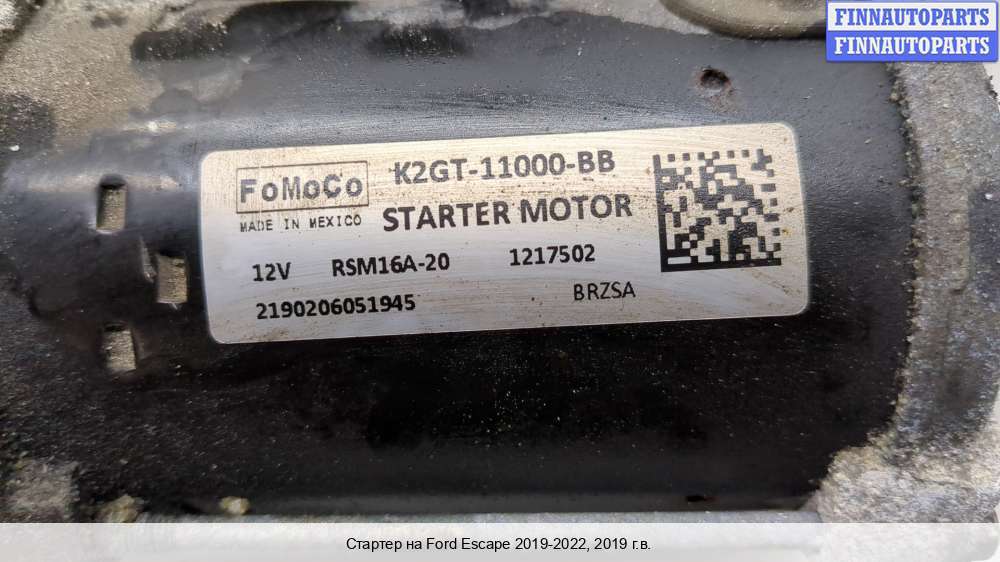 FINNAUTOPARTS
FINNAUTOPARTS
FoMoCo
MADE IN MEXICO
K2GT-11000-BB
STARTER MOTOR
12V RSM16A-20 1217502
2190206051945 BRZSA
Стартер на Ford Escape 2019-2022, 2019 г.в.